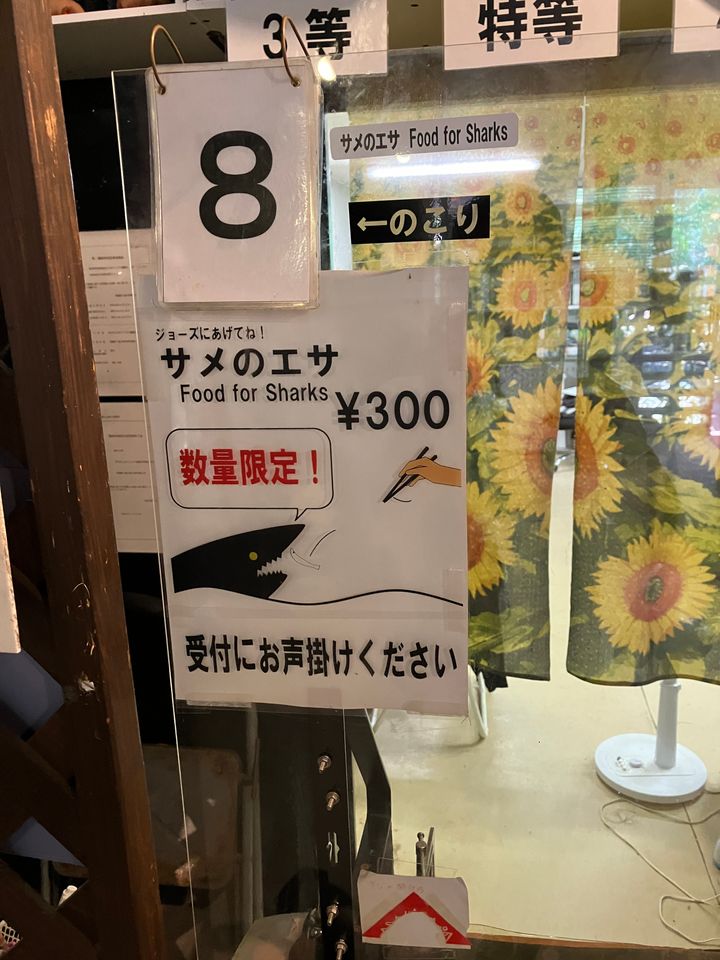 3等
特等
8
サメのエサ Food for Sharks
←のこり
ジョーズにあげてね！
サメのエサ
Food for Sharks
¥300
数量限定！
受付にお声掛けください